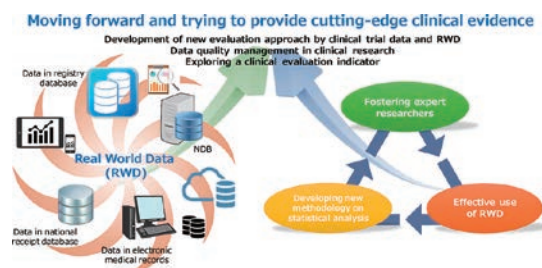 Moving forward and trying to provide cutting-edge clinical evidence
Development of new evaluation approach by clinical trial data and RWD
Data quality management in clinical research
Exploring a clinical evaluation indicator
Data in registry
database
NDB
Real World Data
(RWD)
Data in national
receipt database
Data in electronic
medical records
Fostering expert
researchers
Developing new
methodology on
statistical analysis
Effective use
of RWD